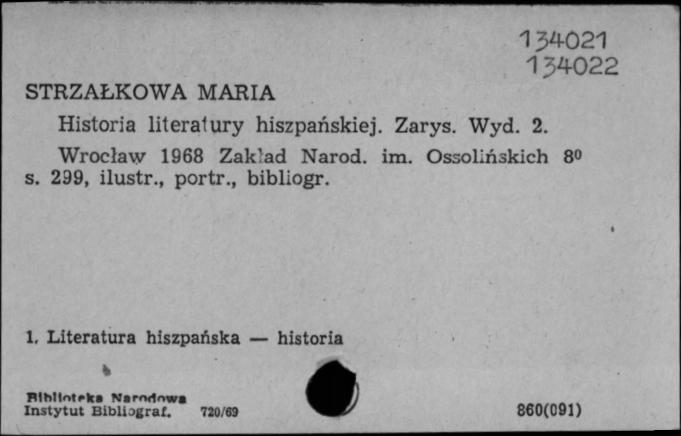 134021
134022
STRZAŁKOWA MARIA
Historia literatury hiszpańskiej. Zarys. Wyd. 2.
Wrocław 1968 Zakład Narod. im. Ossolińskich 8⁰
s. 299, ilustr., portr., bibliogr.
1. Literatura hiszpańska — historia
Biblioteka Narodowa
Instytut Bibliograf. 720/69
860(091)